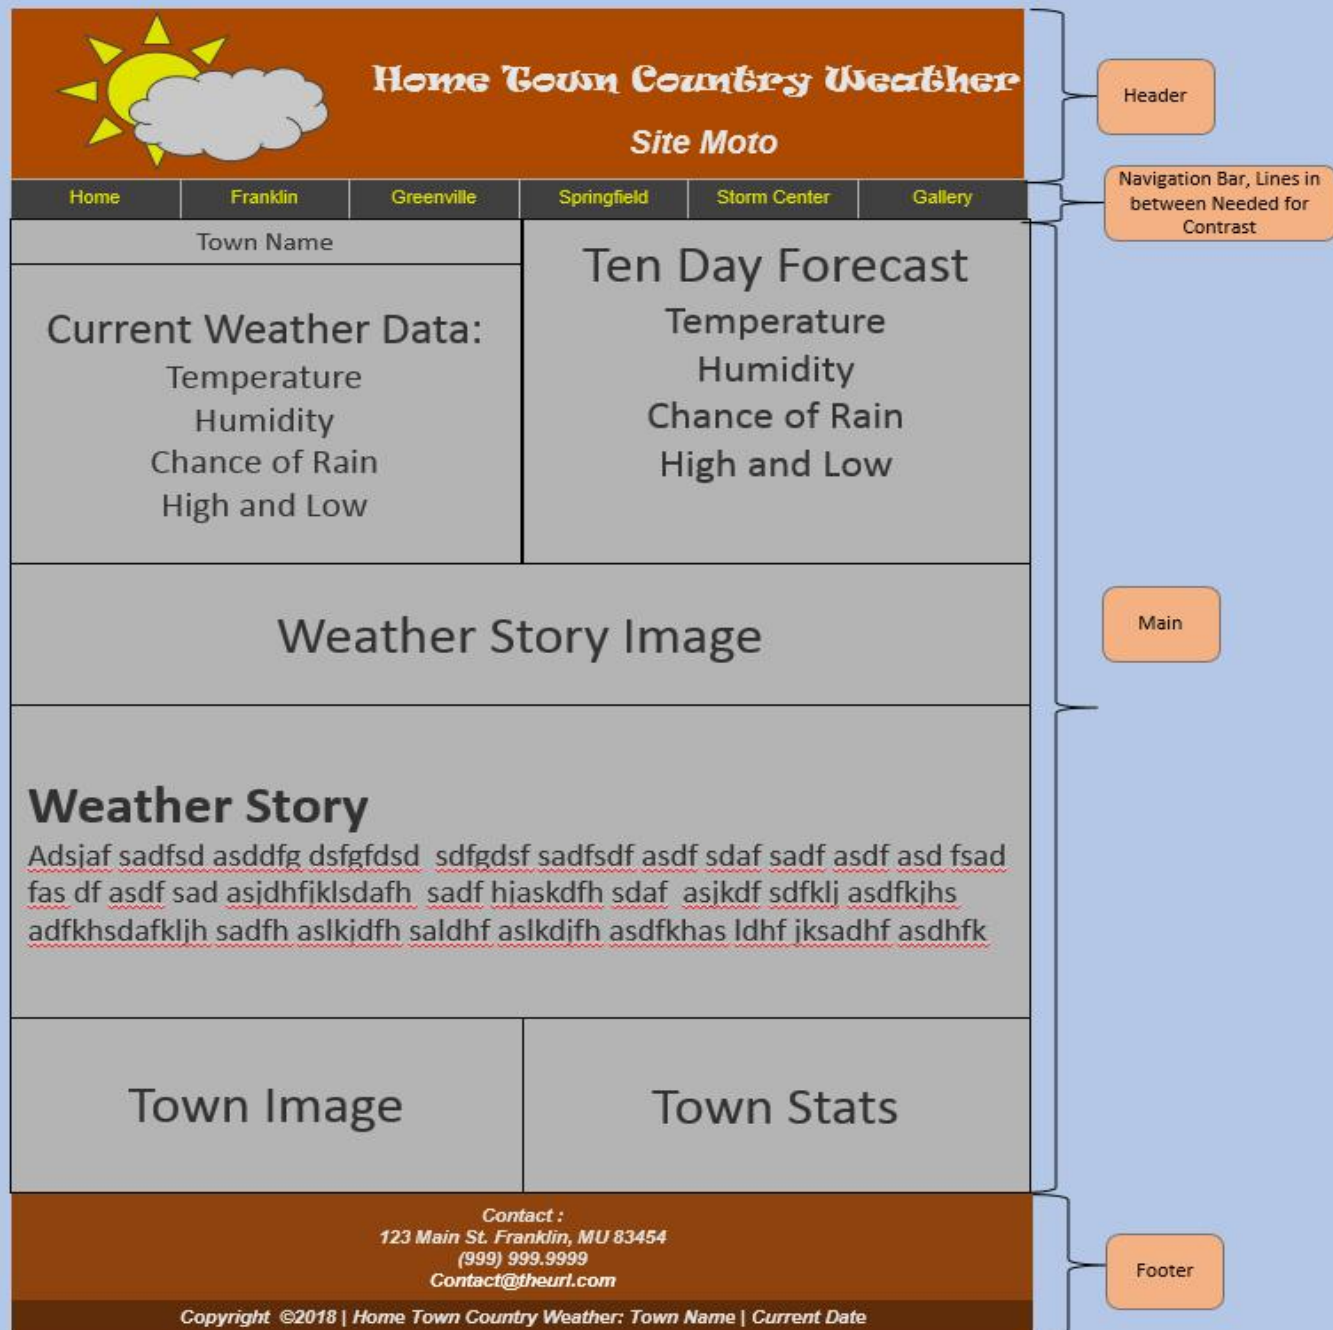 Home Town Country Weather
Site Moto
Header
Home Franklin Greenville Springfield Storm Center Gallery
Navigation Bar, Lines in
between Needed for
Contrast
Town Name
Current Weather Data:
Temperature
Humidity
Chance of Rain
High and Low
Ten Day Forecast
Temperature
Humidity
Chance of Rain
High and Low
Weather Story Image
Main
Weather Story
Adsjaf sadfsd asddfg dsfgfdsd sdfgdsf sadfsdf asdf sdaf sadf asdf asd fsad
fas df asdf sad asjdhfjklsdafh sadf hjaskdfh sdaf asjkdf sdfklj asdfkjhs
adfkhsdafkljh sadfh aslkjdfh saldhf aslkdjfh asdfkhas ldhf jksadhf asdhfk
Town Image
Town Stats
Contact :
123 Main St. Franklin, MU 83454
(999) 999.9999
Contact@theurl.com
Footer
Copyright ©2018 | Home Town Country Weather: Town Name | Current Date